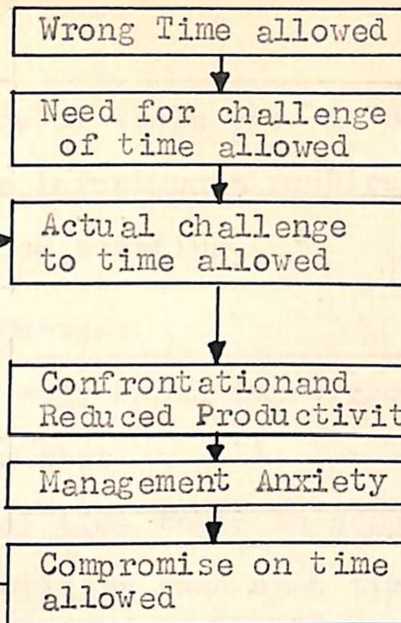 Wrong Time allowed
Need for challenge
of time allowed
Actual challenge
to time allowed
Confrontationand
Reduced Productivit
Management Anxiety
Compromise on time
allowed